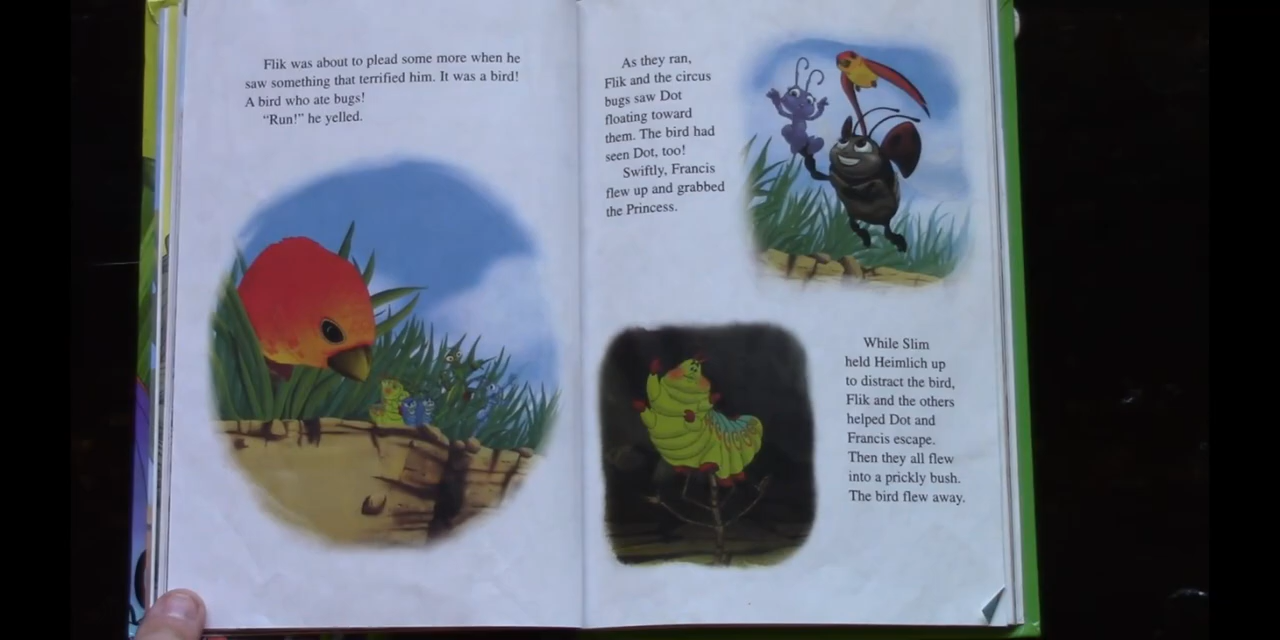 Flik was about to plead some more when he
saw something that terrified him. It was a bird!
A bird who ate bugs!
“Run!” he yelled.
As they ran,
Flik and the circus
bugs saw Dot
floating toward
them. The bird had
seen Dot, too!
Swiftly, Francis
flew up and grabbed
the Princess.
While Slim
held Heimlich up
to distract the bird,
Flik and the others
helped Dot and
Francis escape.
Then they all flew
into a prickly bush.
The bird flew away.